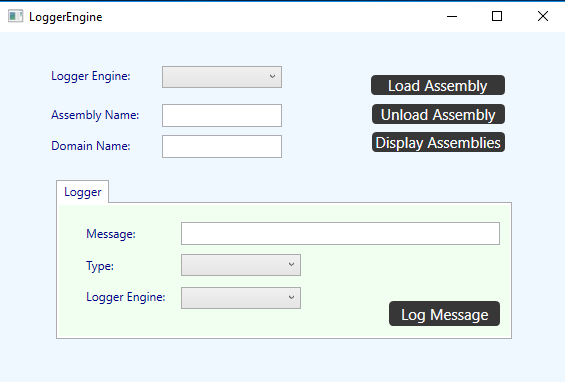 LoggerEngine
Logger Engine:
Load Assembly
Assembly Name:
Unload Assembly
Domain Name:
Display Assemblies
Logger
Message:
Type:
Logger Engine:
Log Message